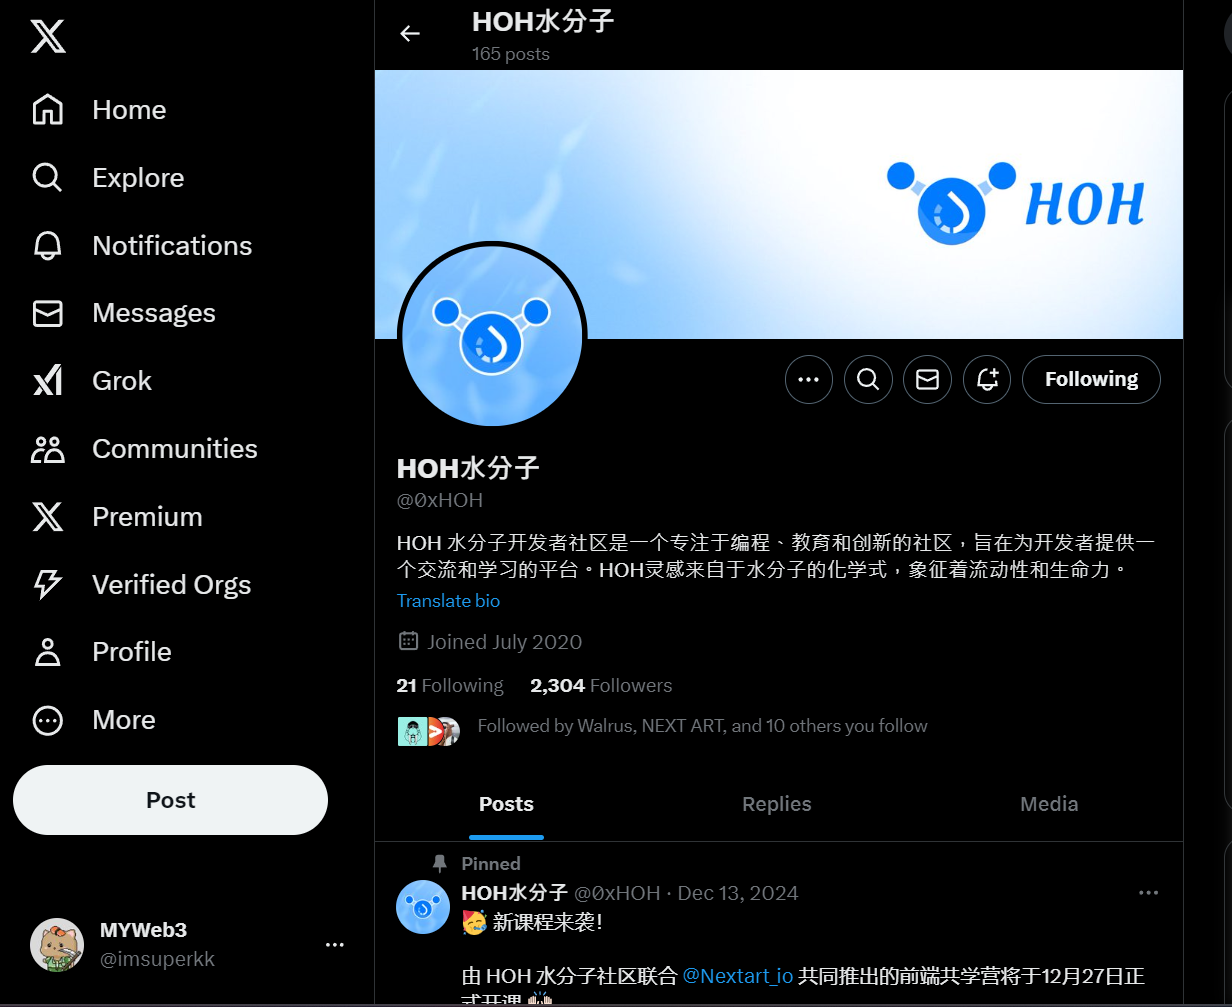 Home
Explore
Notifications
Messages
Grok
Communities
Premium
Verified Orgs
Profile
More
Post
MYWeb3
@imsuperkk
HOH水分子
165 posts
HOH
Following
HOH水分子
@0xHOH
HOH 水分子开发者社区是一个专注于编程、教育和创新的社区，旨在为开发者提供一
个交流和学习的平台。HOH灵感来自于水分子的化学式，象征着流动性和生命力。
Translate bio
Joined July 2020
21 Following 2,304 Followers
Followed by Walrus, NEXT ART, and 10 others you follow
Posts Replies Media
Pinned
HOH水分子 @0xHOH · Dec 13, 2024
🥳 新课程来袭！
由 HOH 水分子社区联合 @Nextart_io 共同推出的前端共学营将于12月27日正
式开课 🙌🏻